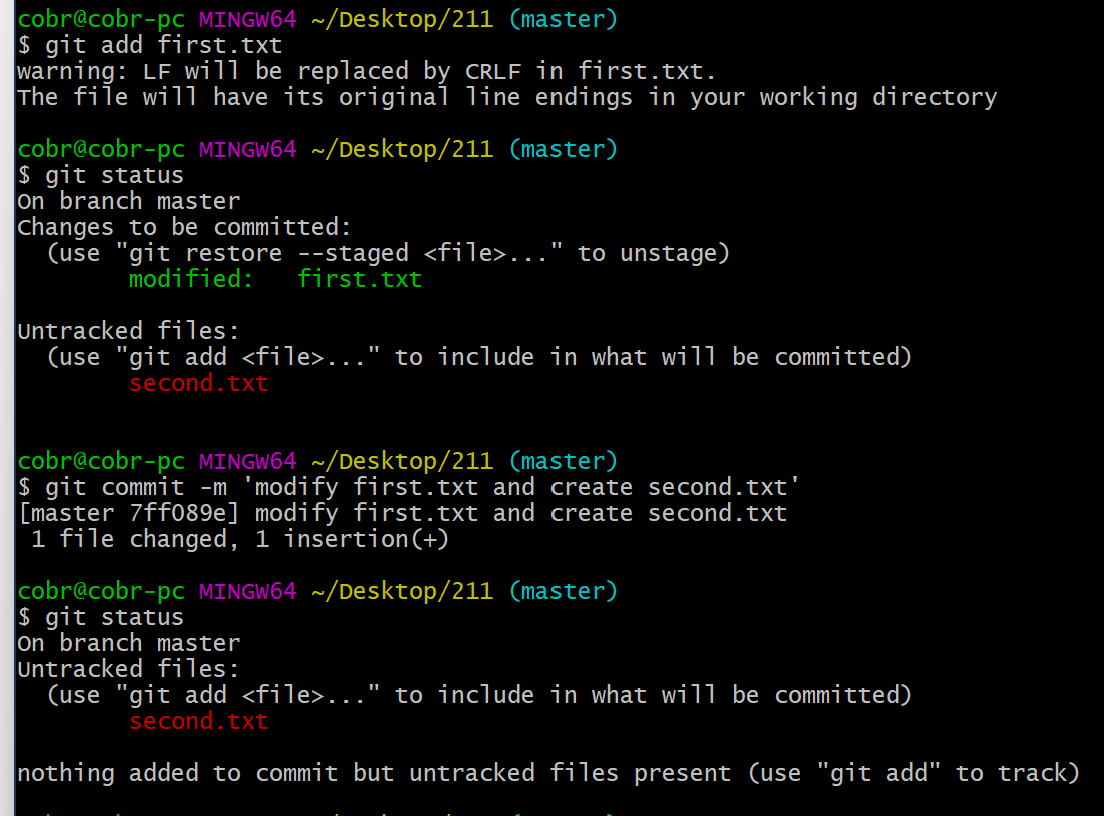 cobr@cobr-pc MINGW64 ~/Desktop/211 (master)
$ git add first.txt
warning: LF will be replaced by CRLF in first.txt.
The file will have its original line endings in your working directory
cobr@cobr-pc MINGW64 ~/Desktop/211 (master)
$ git status
On branch master
Changes to be committed:
(use "git restore --staged <file>..." to unstage)
modified:   first.txt
Untracked files:
(use "git add <file>..." to include in what will be committed)
second.txt
cobr@cobr-pc MINGW64 ~/Desktop/211 (master)
$ git commit -m 'modify first.txt and create second.txt'
[master 7ff089e] modify first.txt and create second.txt
1 file changed, 1 insertion(+)
cobr@cobr-pc MINGW64 ~/Desktop/211 (master)
$ git status
On branch master
Untracked files:
(use "git add <file>..." to include in what will be committed)
second.txt
nothing added to commit but untracked files present (use "git add" to track)